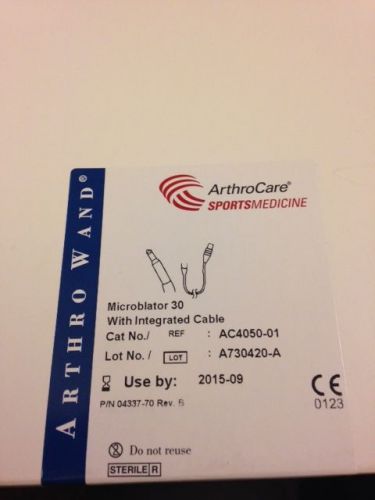 ARTHRO WAND®
ArthroCare®
SPORTSMEDICINE
Microblator 30
With Integrated Cable
Cat No./ REF : AC4050-01
Lot No./ LOT : A730420-A
Use by: 2015-09
P/N 04337-70 Rev. B
CE
0123
Do not reuse
STERILE R